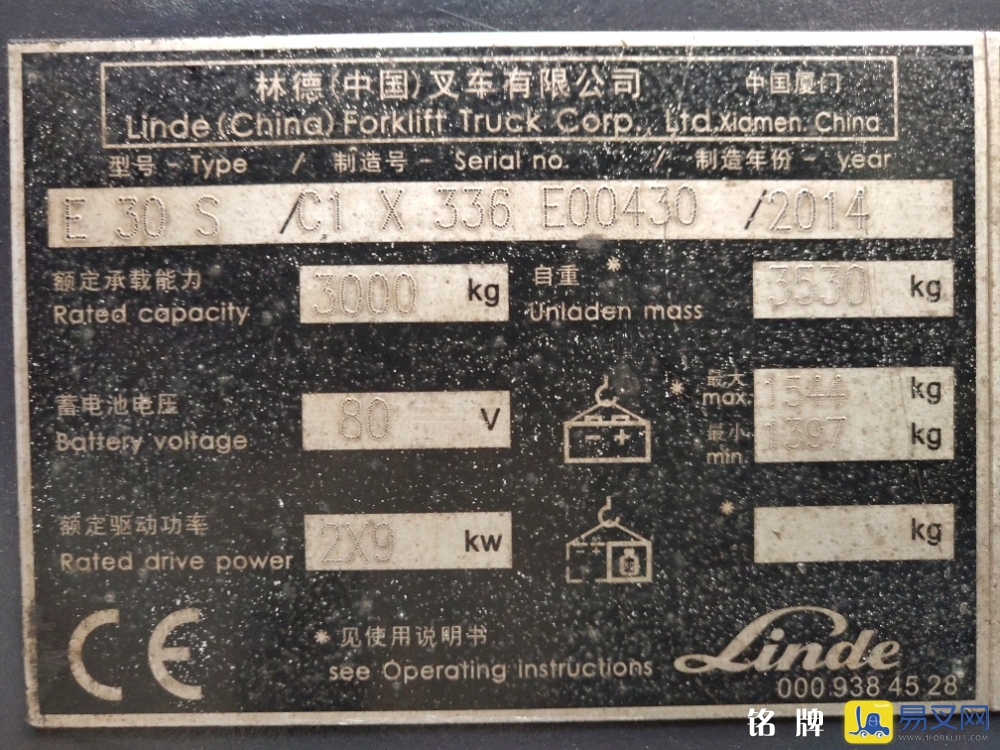 林德(中国)叉车有限公司 中国厦门
Linde (China) Forklift Truck Corp., Ltd. Xiamen. China
型号 - Type / 制造号 - Serial no. / 制造年份 - year
E 30 S /C1 X 336 E00430 /2014
额定承载能力 3000 kg 自重 * 3530 kg
Rated capacity Unladen mass
蓄电池电压 80 V * 最大 max. 1544 kg
Battery voltage - + 最小 min. 1397 kg
额定驱动功率 2X9 kw * kg
Rated drive power
CE
* 见使用说明书
see Operating instructions
Linde
000 938 45 28
铭牌 易叉网
WWW.1FORKLIFT.COM